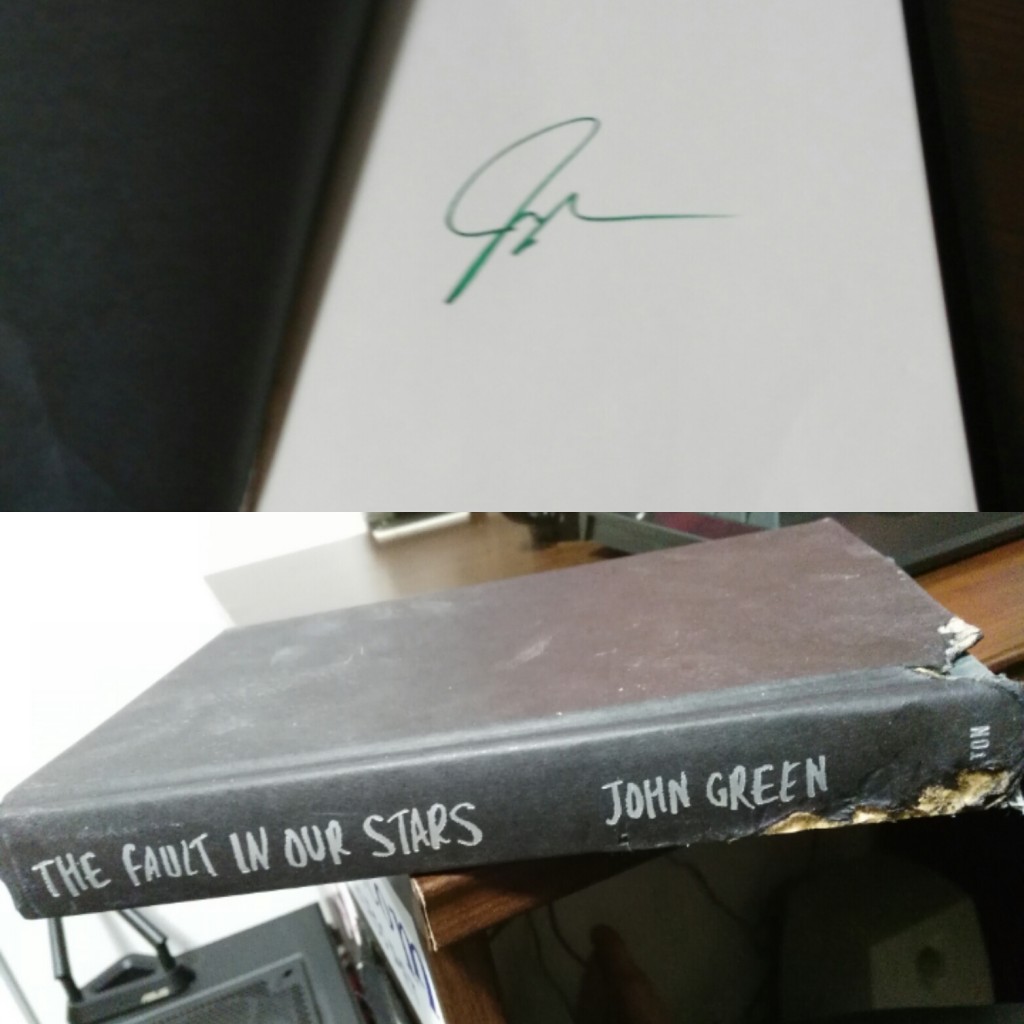 THE FAULT IN OUR STARS
JOHN GREEN
TON